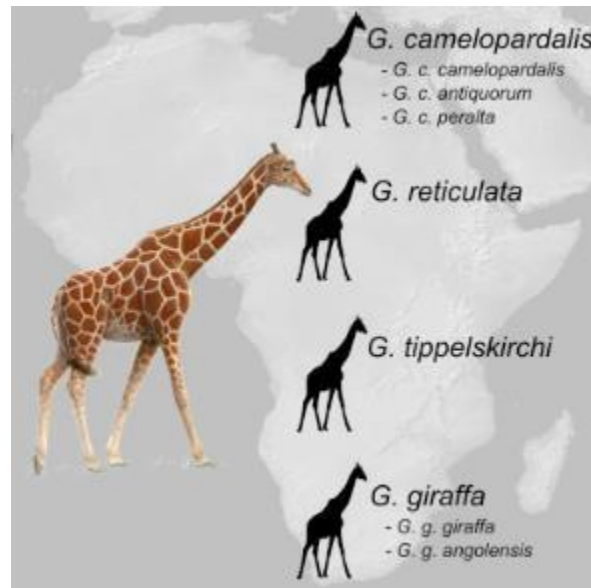 G. camelopardalis
- G. c. camelopardalis
- G. c. antiquorum
- G. c. peralta
G. reticulata
G. tippelskirchi
G. giraffa
- G. g. giraffa
- G. g. angolensis